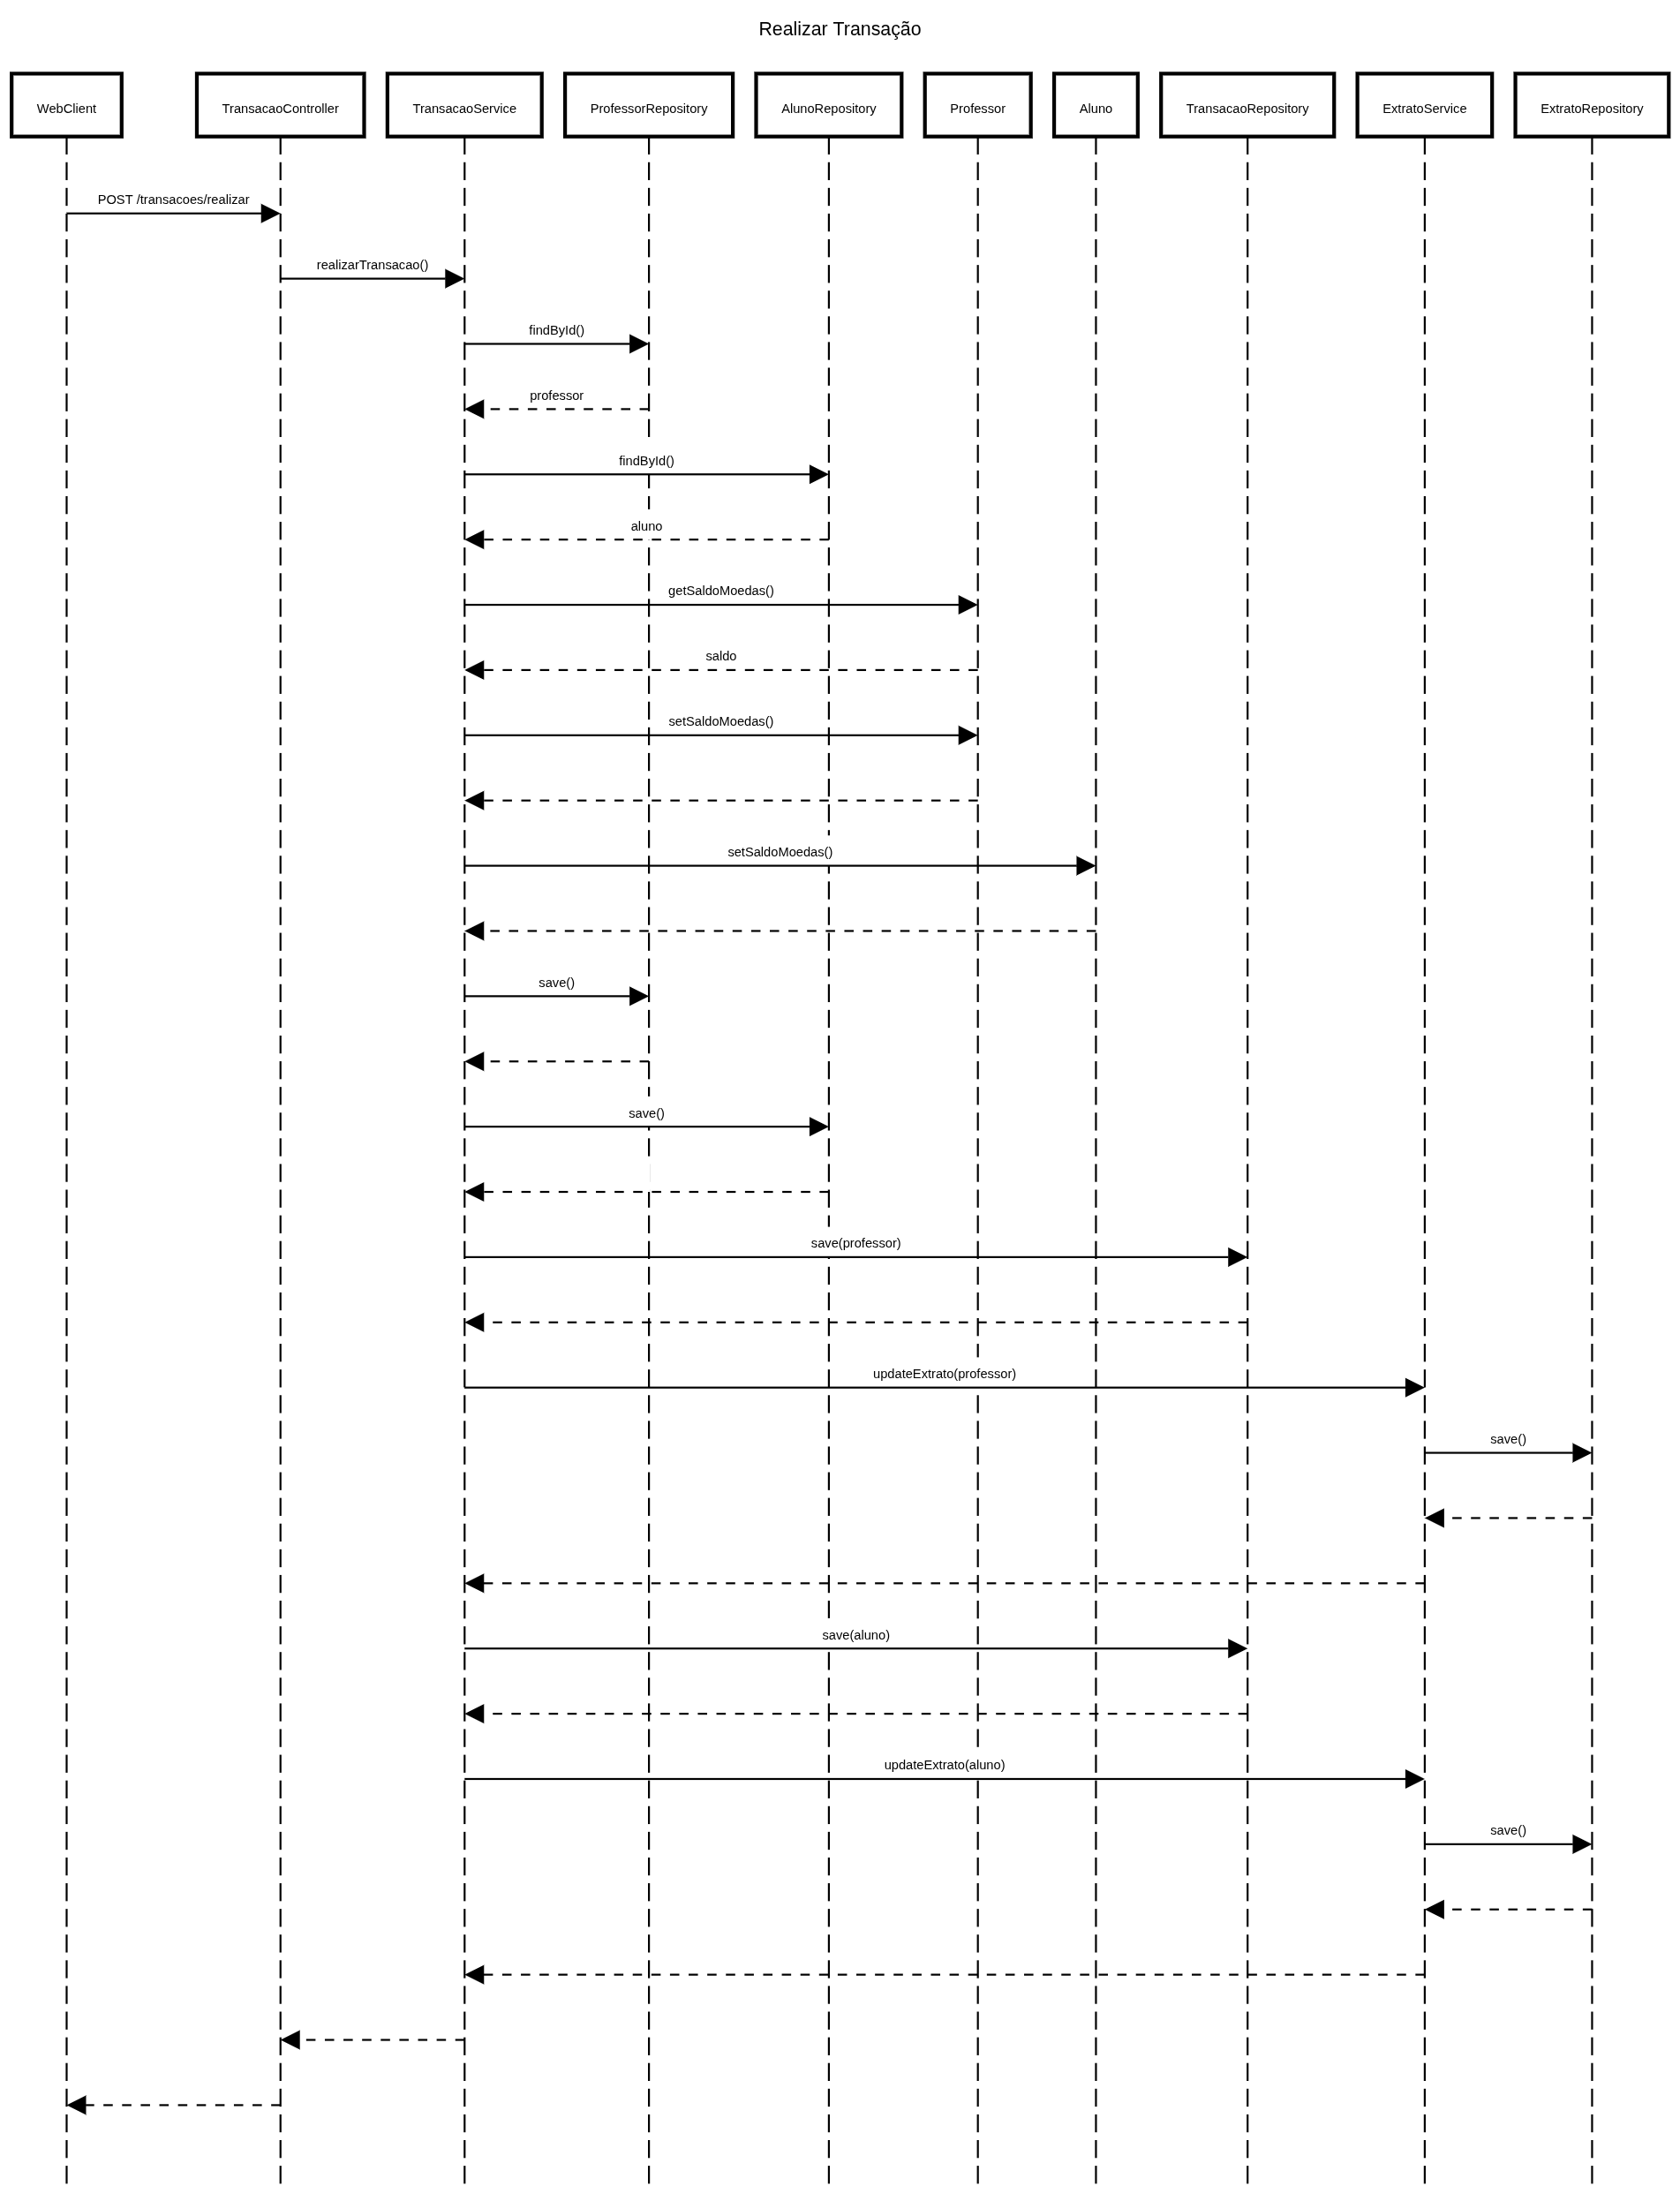 Realizar Transação
WebClient
TransacaoController
TransacaoService
ProfessorRepository
AlunoRepository
Professor
Aluno
TransacaoRepository
ExtratoService
ExtratoRepository
POST /transacoes/realizar
realizarTransacao()
findById()
professor
findById()
aluno
getSaldoMoedas()
saldo
setSaldoMoedas()
setSaldoMoedas()
save()
save()
save(professor)
updateExtrato(professor)
save()
save(aluno)
updateExtrato(aluno)
save()